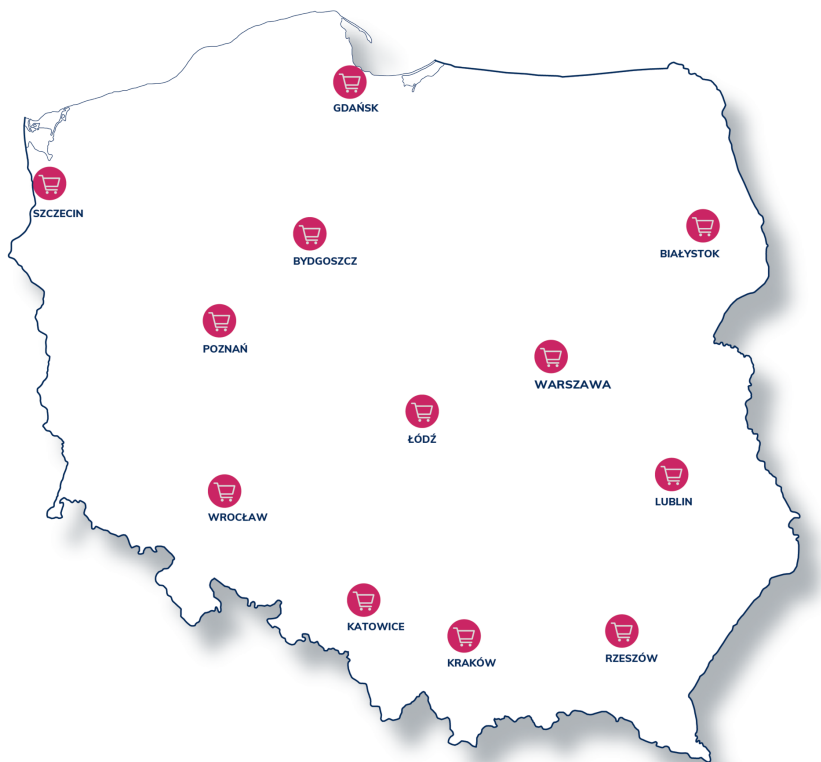 GDAŃSK
SZCZECIN
BYDGOSZCZ
BIAŁYSTOK
POZNAŃ
WARSZAWA
ŁÓDŹ
LUBLIN
WROCŁAW
KATOWICE
KRAKÓW
RZESZÓW